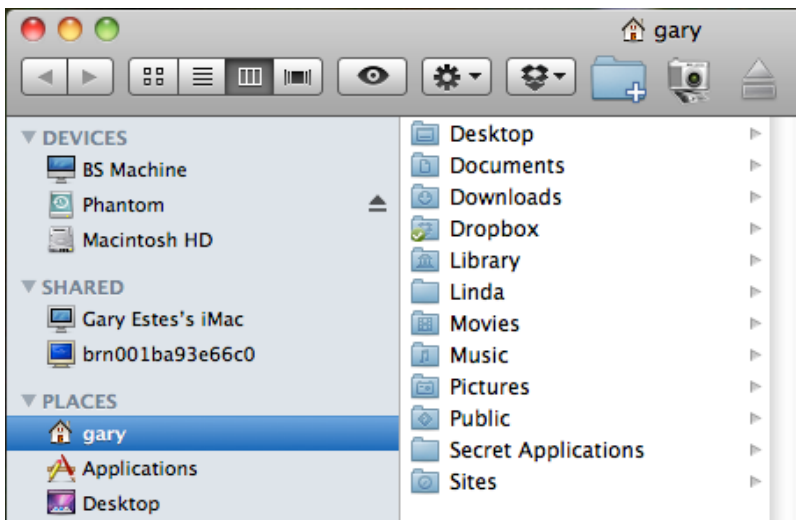 gary
DEVICES
BS Machine
Phantom
Macintosh HD
SHARED
Gary Estes's iMac
brn001ba93e66c0
PLACES
gary
Applications
Desktop
Desktop
Documents
Downloads
Dropbox
Library
Linda
Movies
Music
Pictures
Public
Secret Applications
Sites